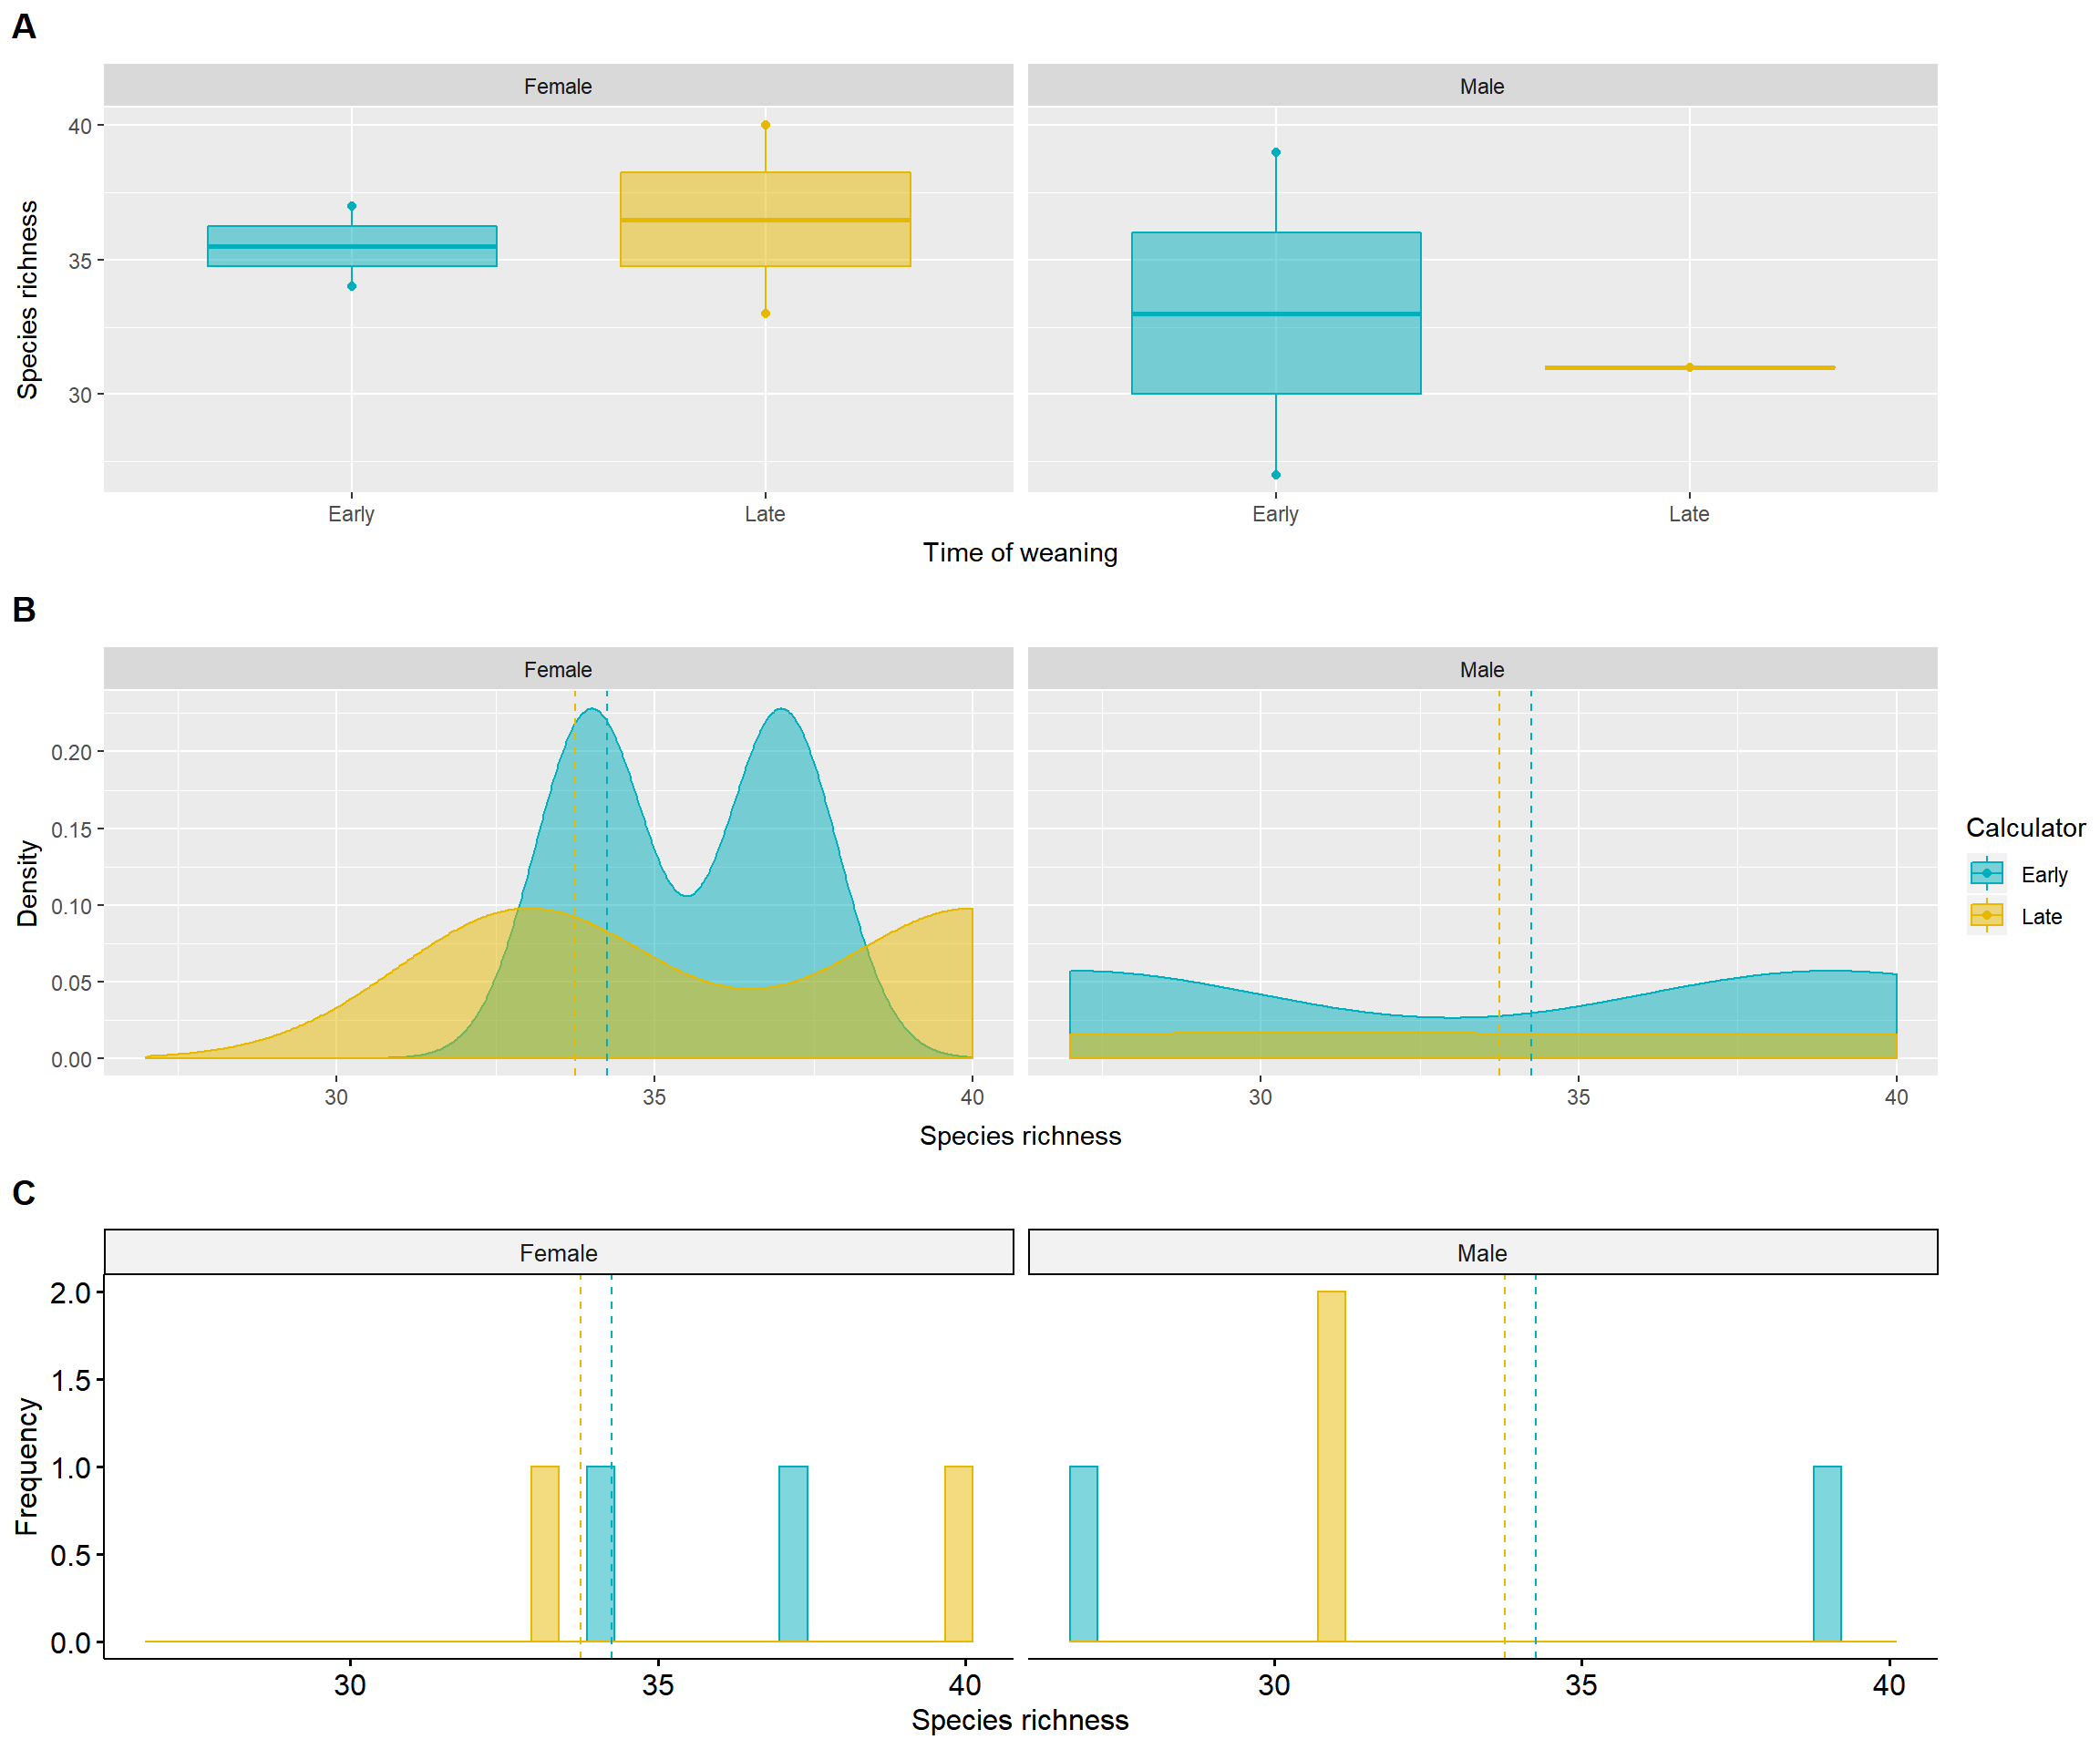 A
Female
Male
40
35
30
Species richness
Early
Late
Early
Late
Time of weaning
B
Female
Male
0.20
0.15
0.10
0.05
0.00
Density
30
35
40
30
35
40
Species richness
Calculator
Early
Late
C
Female
Male
2.0
1.5
1.0
0.5
0.0
Frequency
30
35
40
30
35
40
Species richness